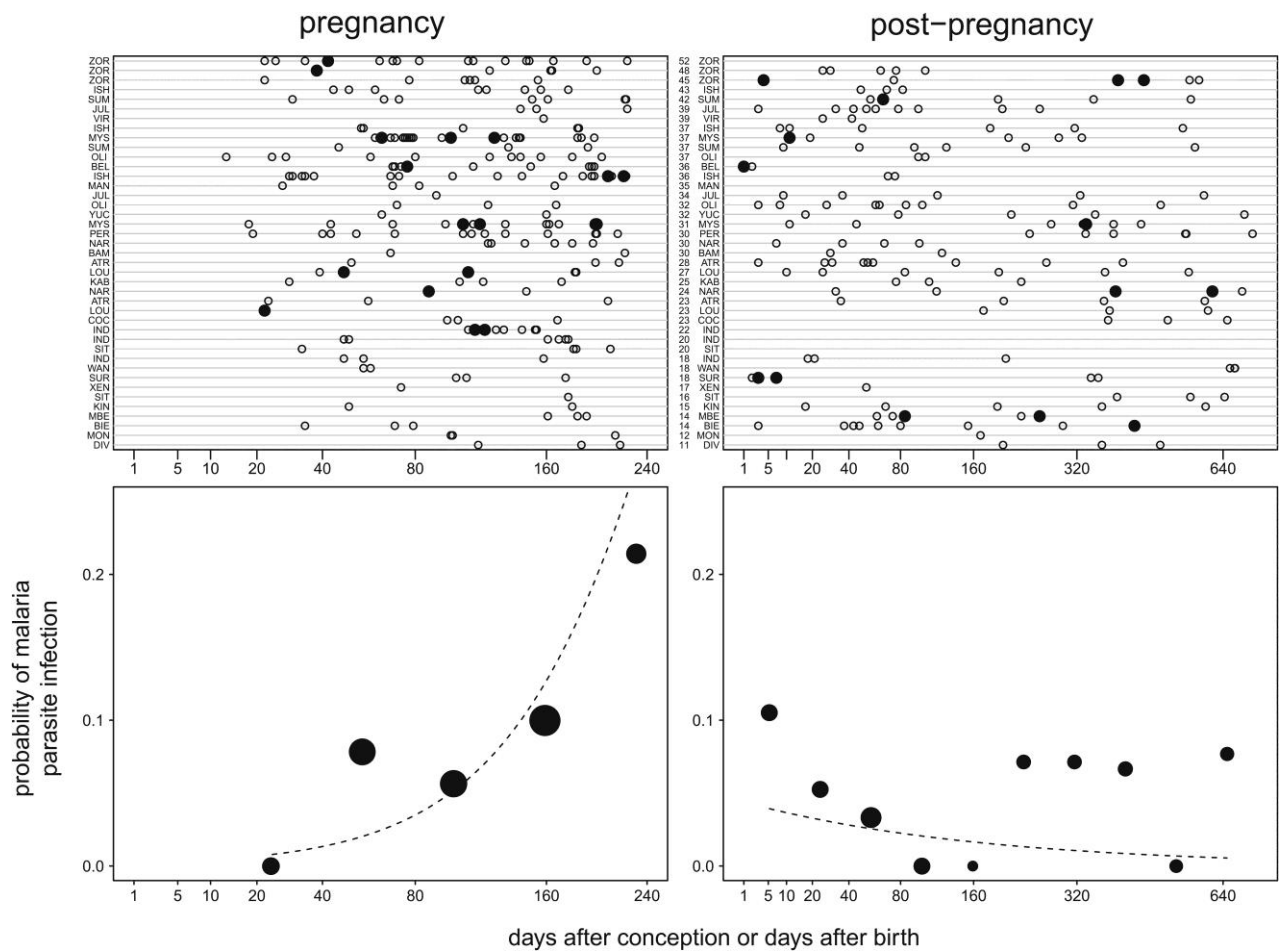 pregnancy
post-pregnancy
ZOR 52 ZOR
ZOR 48 ZOR
ZOR 45 ZOR
ISH 43 ISH
SUM 42 SUM
JUL 39 JUL
VIR 39 VIR
ISH 37 ISH
MYS 37 MYS
SUM 37 SUM
OLI 37 OLI
BEL 36 BEL
ISH 36 ISH
MAN 35 MAN
JUL 34 JUL
OLI 32 OLI
YUC 32 YUC
MYS 31 MYS
PER 30 PER
NAR 30 NAR
BAM 30 BAM
ATR 28 ATR
LOU 27 LOU
KAB 25 KAB
NAR 24 NAR
ATR 23 ATR
LOU 23 LOU
COC 23 COC
IND 22 IND
IND 20 IND
SIT 20 SIT
IND 18 IND
WAN 18 WAN
SUR 18 SUR
XEN 17 XEN
SIT 16 SIT
KIN 15 KIN
MBE 14 MBE
BIE 14 BIE
MON 12 MON
DIV 11 DIV
1 5 10 20 40 80 160 240
1 5 10 20 40 80 160 320 640
probability of malaria
parasite infection
0.2
0.1
0.0
0.2
0.1
0.0
1 5 10 20 40 80 160 240
1 5 10 20 40 80 160 320 640
days after conception or days after birth